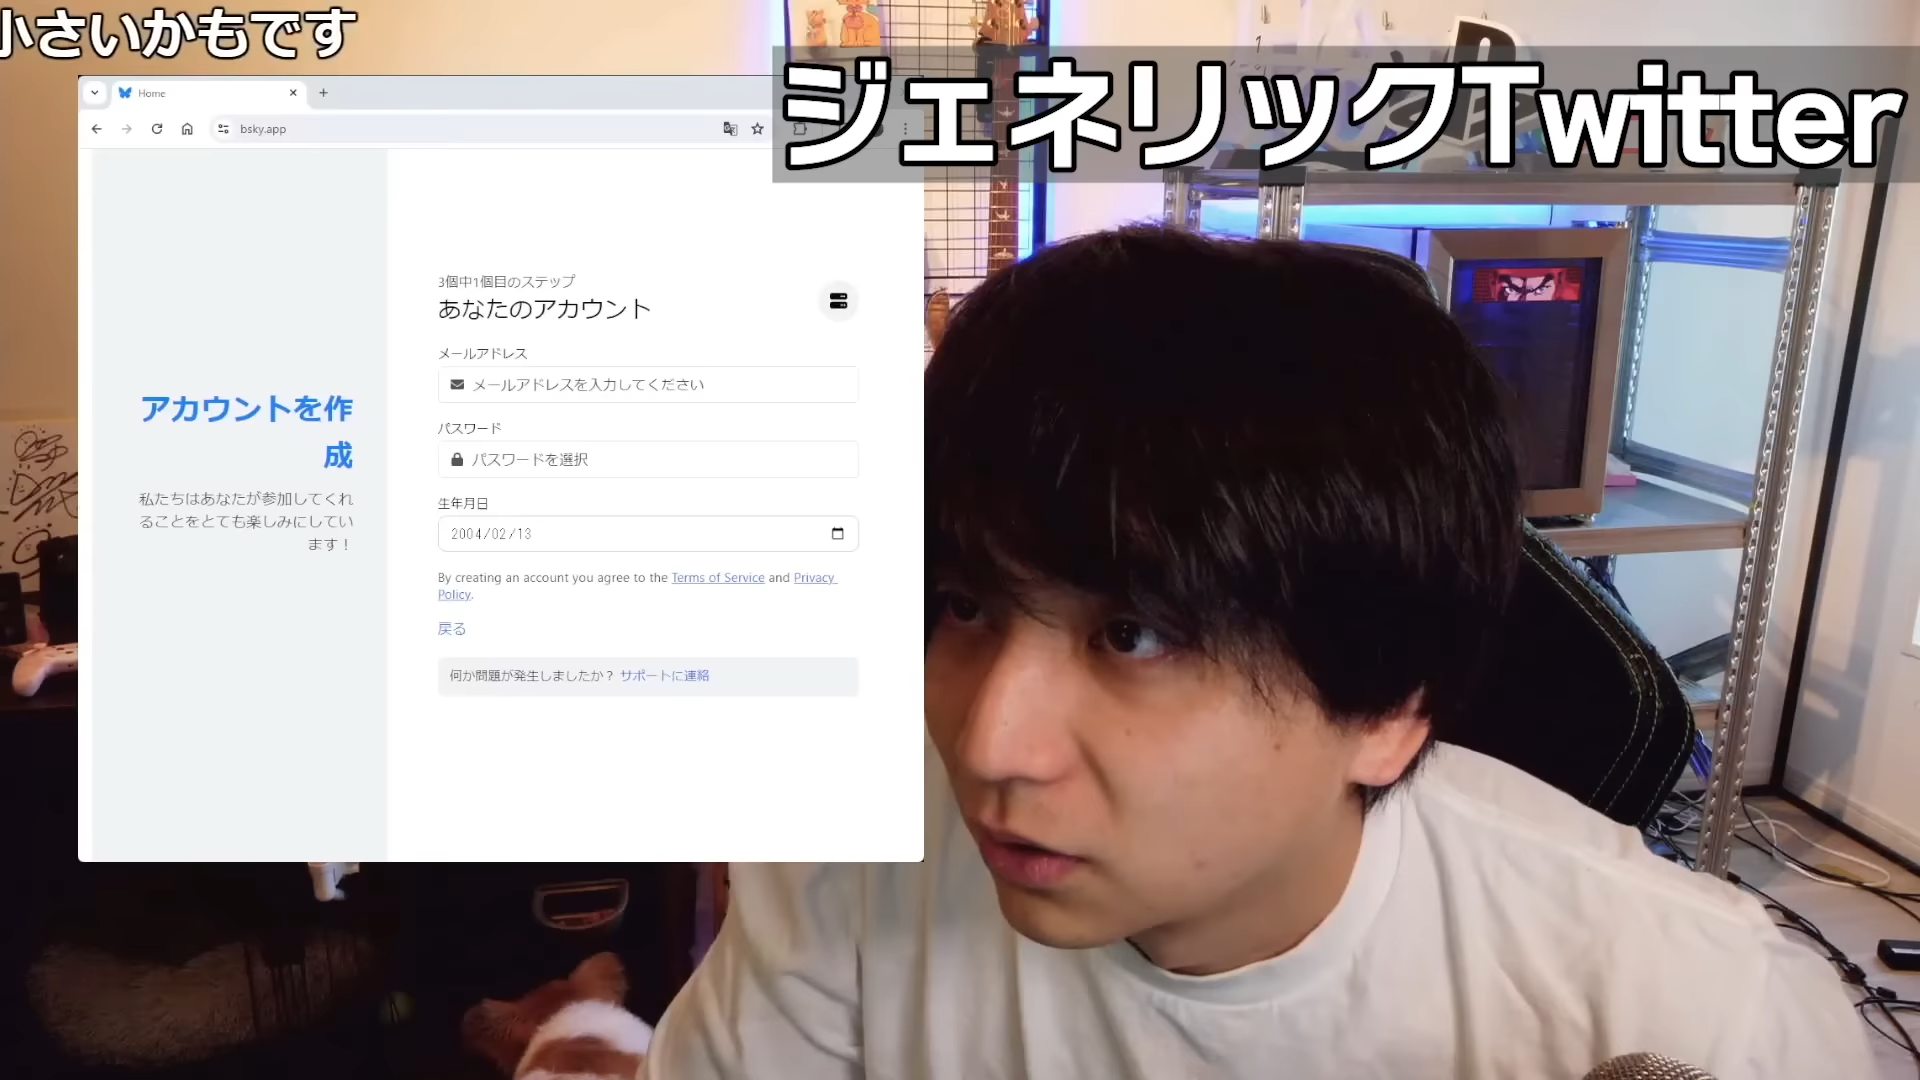 小さいかもです
ジェネリックTwitter
Home
bsky.app
3個中1個目のステップ
あなたのアカウント
メールアドレス
メールアドレスを入力してください
パスワード
パスワードを選択
生年月日
2004/02/13
By creating an account you agree to the Terms of Service and Privacy
Policy.
戻る
何か問題が発生しましたか？ サポートに連絡
アカウントを作
成
私たちはあなたが参加してくれ
ることをとても楽しみにしてい
ます！